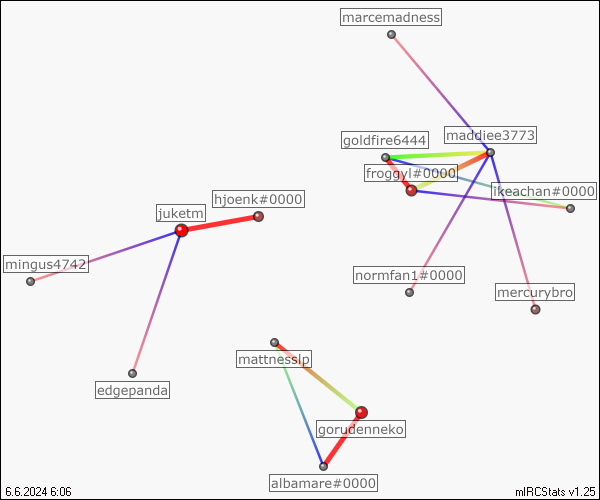 marcemadness
goldfire6444
maddiee3773
froggyl#0000
ikeachan#0000
hjoenk#0000
juketm
mingus4742
normfan1#0000
mercurybro
mattnesslp
edgepanda
gorudenneko
albamare#0000
6.6.2024 6:06
mIRCStats v1.25